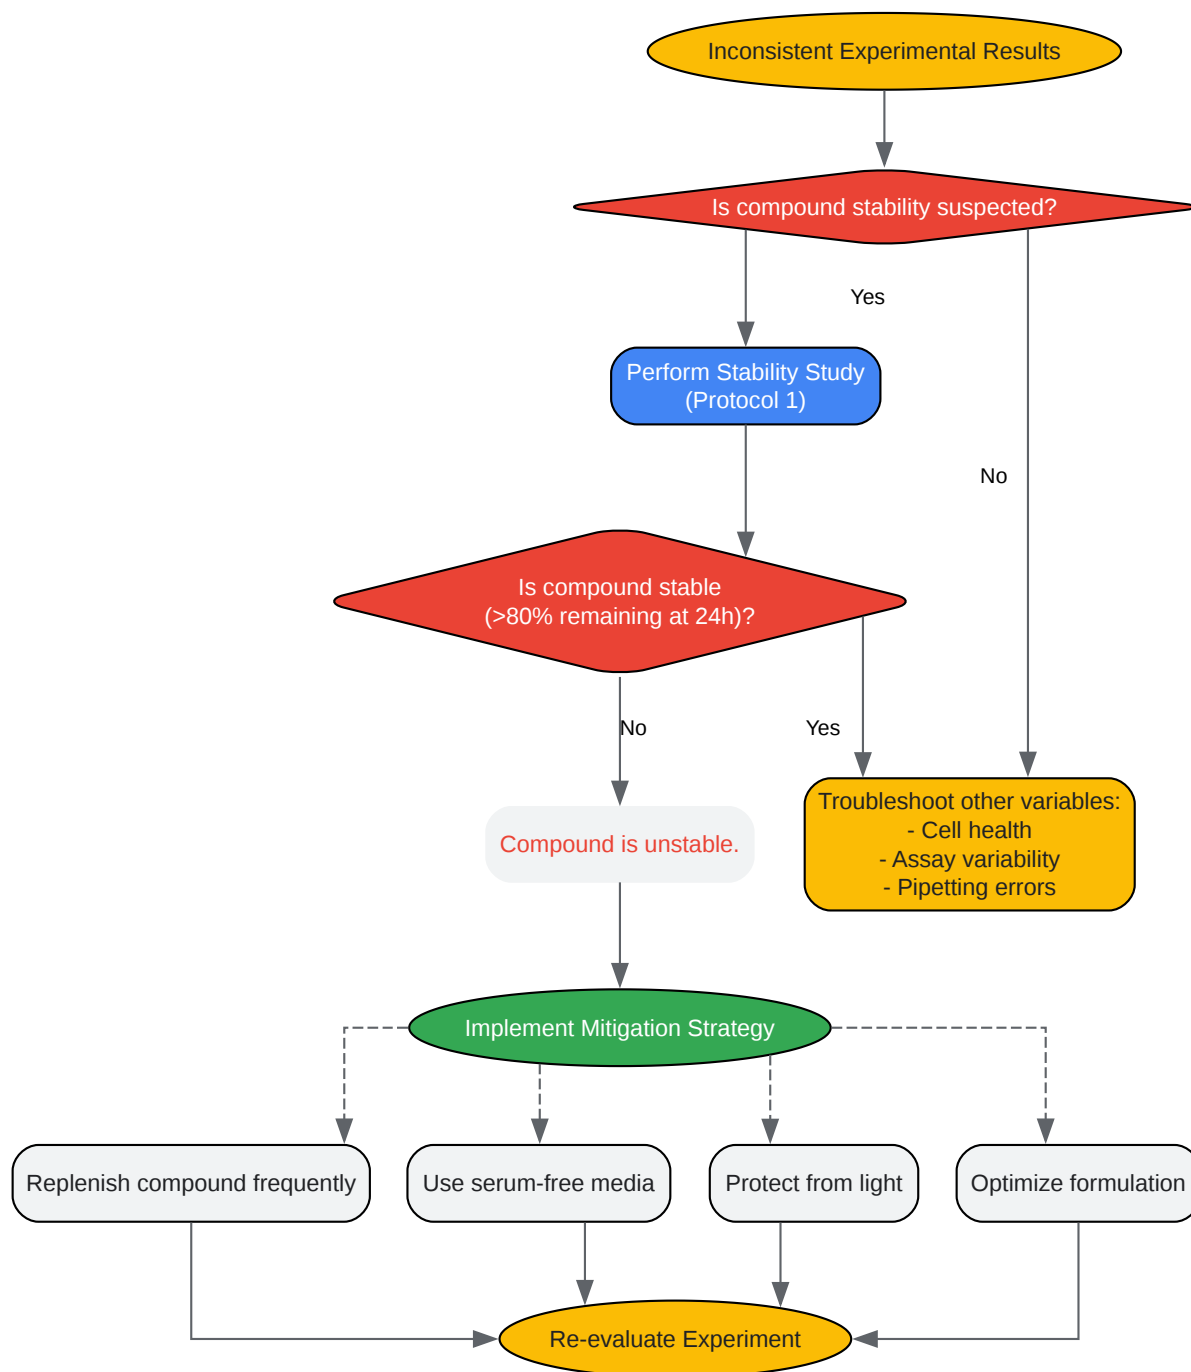 Inconsistent Experimental Results
Is compound stability suspected?
Yes
Perform Stability Study
(Protocol 1)
No
Is compound stable
(>80% remaining at 24h)?
No
Yes
Troubleshoot other variables:
- Cell health
- Assay variability
- Pipetting errors
Compound is unstable.
Implement Mitigation Strategy
Replenish compound frequently
Use serum-free media
Protect from light
Optimize formulation
Re-evaluate Experiment